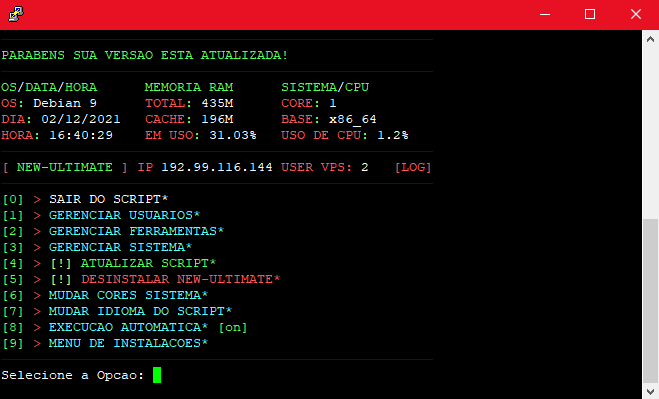 PARABENS SUA VERSAO ESTA ATUALIZADA!
OS/DATA/HORA MEMORIA RAM SISTEMA/CPU
OS: Debian 9 TOTAL: 435M CORE: 1
DIA: 02/12/2021 CACHE: 196M BASE: x86_64
HORA: 16:40:29 EM USO: 31.03% USO DE CPU: 1.2%
[ NEW-ULTIMATE ] IP 192.99.116.144 USER VPS: 2 [LOG]
[0] > SAIR DO SCRIPT*
[1] > GERENCIAR USUARIOS*
[2] > GERENCIAR FERRAMENTAS*
[3] > GERENCIAR SISTEMA*
[4] > [!] ATUALIZAR SCRIPT*
[5] > [!] DESINSTALAR NEW-ULTIMATE*
[6] > MUDAR CORES SISTEMA*
[7] > MUDAR IDIOMA DO SCRIPT*
[8] > EXECUCAO AUTOMATICA* [on]
[9] > MENU DE INSTALACOES*
Selecione a Opcao: